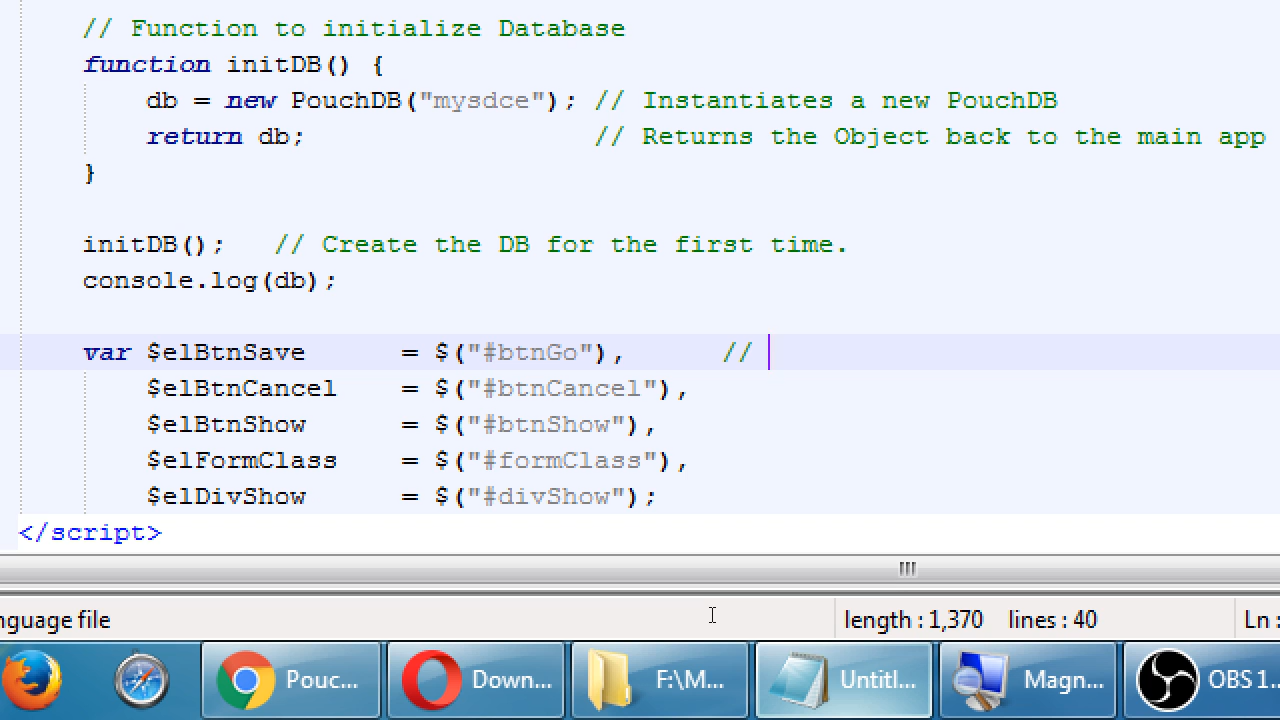 // Function to initialize Database
function initDB() {
db = new PouchDB("mysdce"); // Instantiates a new PouchDB
return db; // Returns the Object back to the main app
}
initDB(); // Create the DB for the first time.
console.log(db);
var $elBtnSave = $("#btnGo"), //
$elBtnCancel = $("#btnCancel"),
$elBtnShow = $("#btnShow"),
$elFormClass = $("#formClass"),
$elDivShow = $("#divShow");
</script>
nguage file length : 1,370 lines : 40 Ln :
Pouc... Down... F:\M... Untitl... Magn... OBS 1...